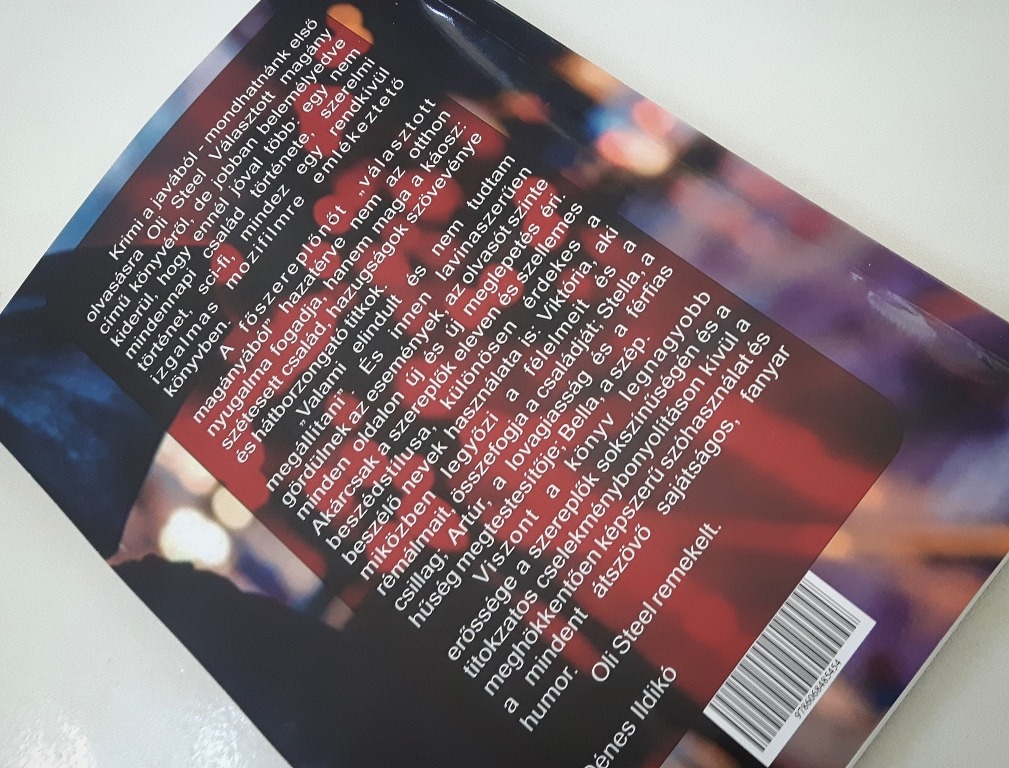 Krimi a javából - mondhatnánk első
olvasásra Oli Steel Választott magány
című könyvéről, de jobban belemélyedve
kiderül, hogy ennél jóval több: egy nem
mindennapi család története, szerelmi
történet, sci-fi, mindez egy rendkívül
izgalmas mozifilmre emlékeztető
könyvben.
A főszereplőnőt választott
magányából hazatérve nem az otthon
nyugalma fogadja, hanem maga a káosz:
szétesett család, hazugságok szövevénye
és hátborzongató titkok.
„Valami elindult és nem tudtam
megállítani." És innen lavinaszerűen
gördülnek az események, az olvasót szinte
minden oldalon új és új meglepetés éri.
Akárcsak a szereplők eleven és szellemes
beszédstílusa, különösen érdekes a
beszélő nevek használata is: Viktória, aki
miközben legyőzi a félelmeit és a
rémálmait, összefogja a családját; Stella, a
csillag; Artúr, a lovagiasság és a férfias
hűség megtestesítője; Bella, a szép.
Viszont a könyv legnagyobb
erőssége a szereplők sokszínűségén és a
titokzatos cselekménybonyolításon kívül a
meghökkentően képszerű szóhasználat és
a mindent átszövő sajátságos, fanyar
humor.
Oli Steel remekelt.
Dénes Ildikó
9786068485454